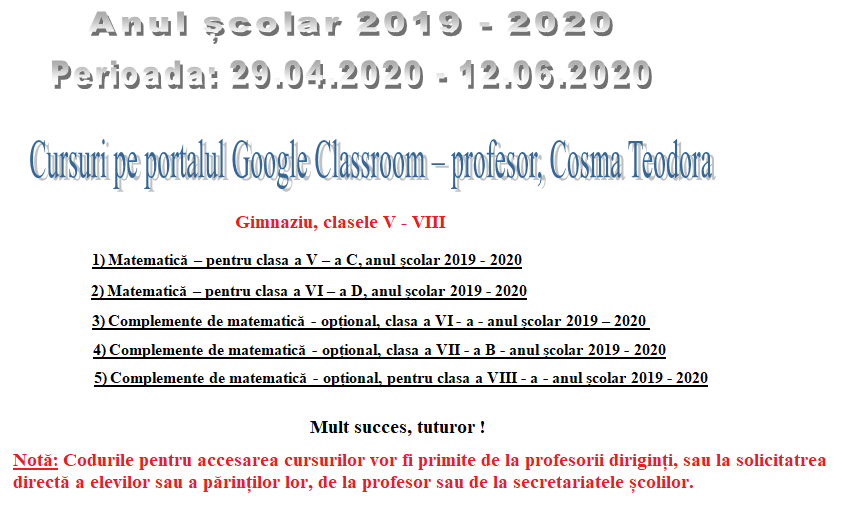 Anul școlar 2019 - 2020
Perioada: 29.04.2020 - 12.06.2020
Cursuri pe portalul Google Classroom – profesor, Cosma Teodora
Gimnaziu, clasele V - VIII
1) Matematică – pentru clasa a V – a C, anul școlar 2019 - 2020
2) Matematică – pentru clasa a VI – a D, anul școlar 2019 - 2020
3) Complemente de matematică - opțional, clasa a VI - a - anul școlar 2019 – 2020
4) Complemente de matematică - opțional, clasa a VII - a B - anul școlar 2019 - 2020
5) Complemente de matematică - opțional, pentru clasa a VIII - a - anul școlar 2019 - 2020
Mult succes, tuturor !
Notă: Codurile pentru accesarea cursurilor vor fi primite de la profesorii diriginți, sau la solicitatrea
directă a elevilor sau a părinților lor, de la profesor sau de la secretariatele școlilor.